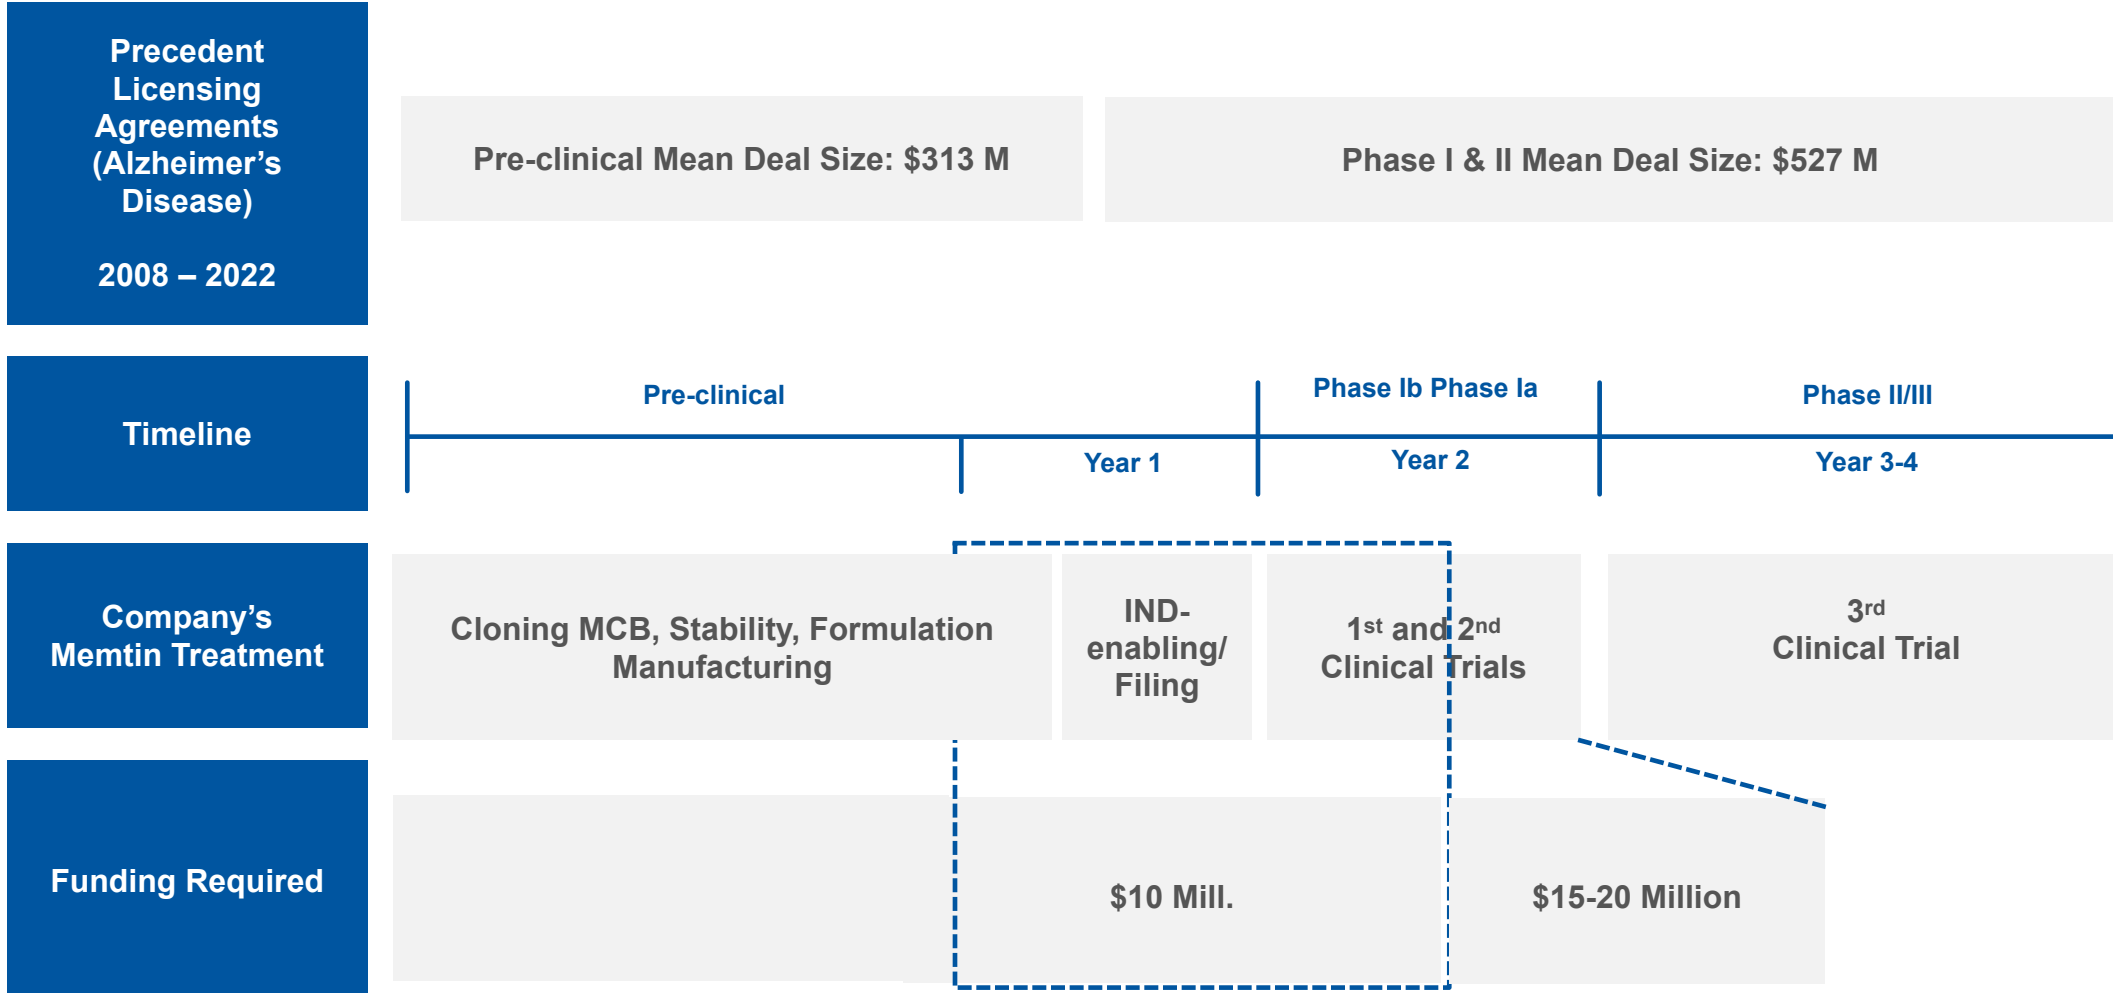 Precedent
Licensing
Agreements
(Alzheimer's
Disease)
2008 – 2022
Pre-clinical Mean Deal Size: $313 M
Phase I & II Mean Deal Size: $527 M
Timeline
Pre-clinical
Phase Ib Phase Ia
Phase II/III
Year 1
Year 2
Year 3-4
Company's
Memtin Treatment
Cloning MCB, Stability, Formulation
Manufacturing
IND-
enabling/
Filing
1st and 2nd
Clinical Trials
3rd
Clinical Trial
Funding Required
$10 Mill.
$15-20 Million